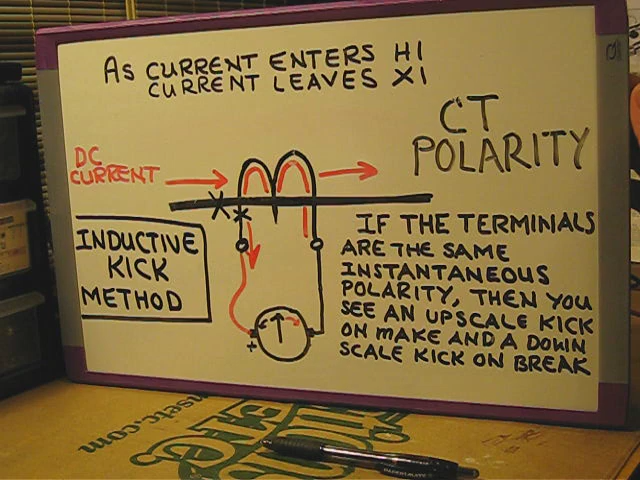 As CURRENT ENTERS H1
CURRENT LEAVES X1
CT
POLARITY
DC
CURRENT
INDUCTIVE
KICK
METHOD
+
IF THE TERMINALS
ARE THE SAME
INSTANTANEOUS
POLARITY, THEN YOU
SEE AN UPSCALE KICK
ON MAKE AND A DOWN
SCALE KICK ON BREAK